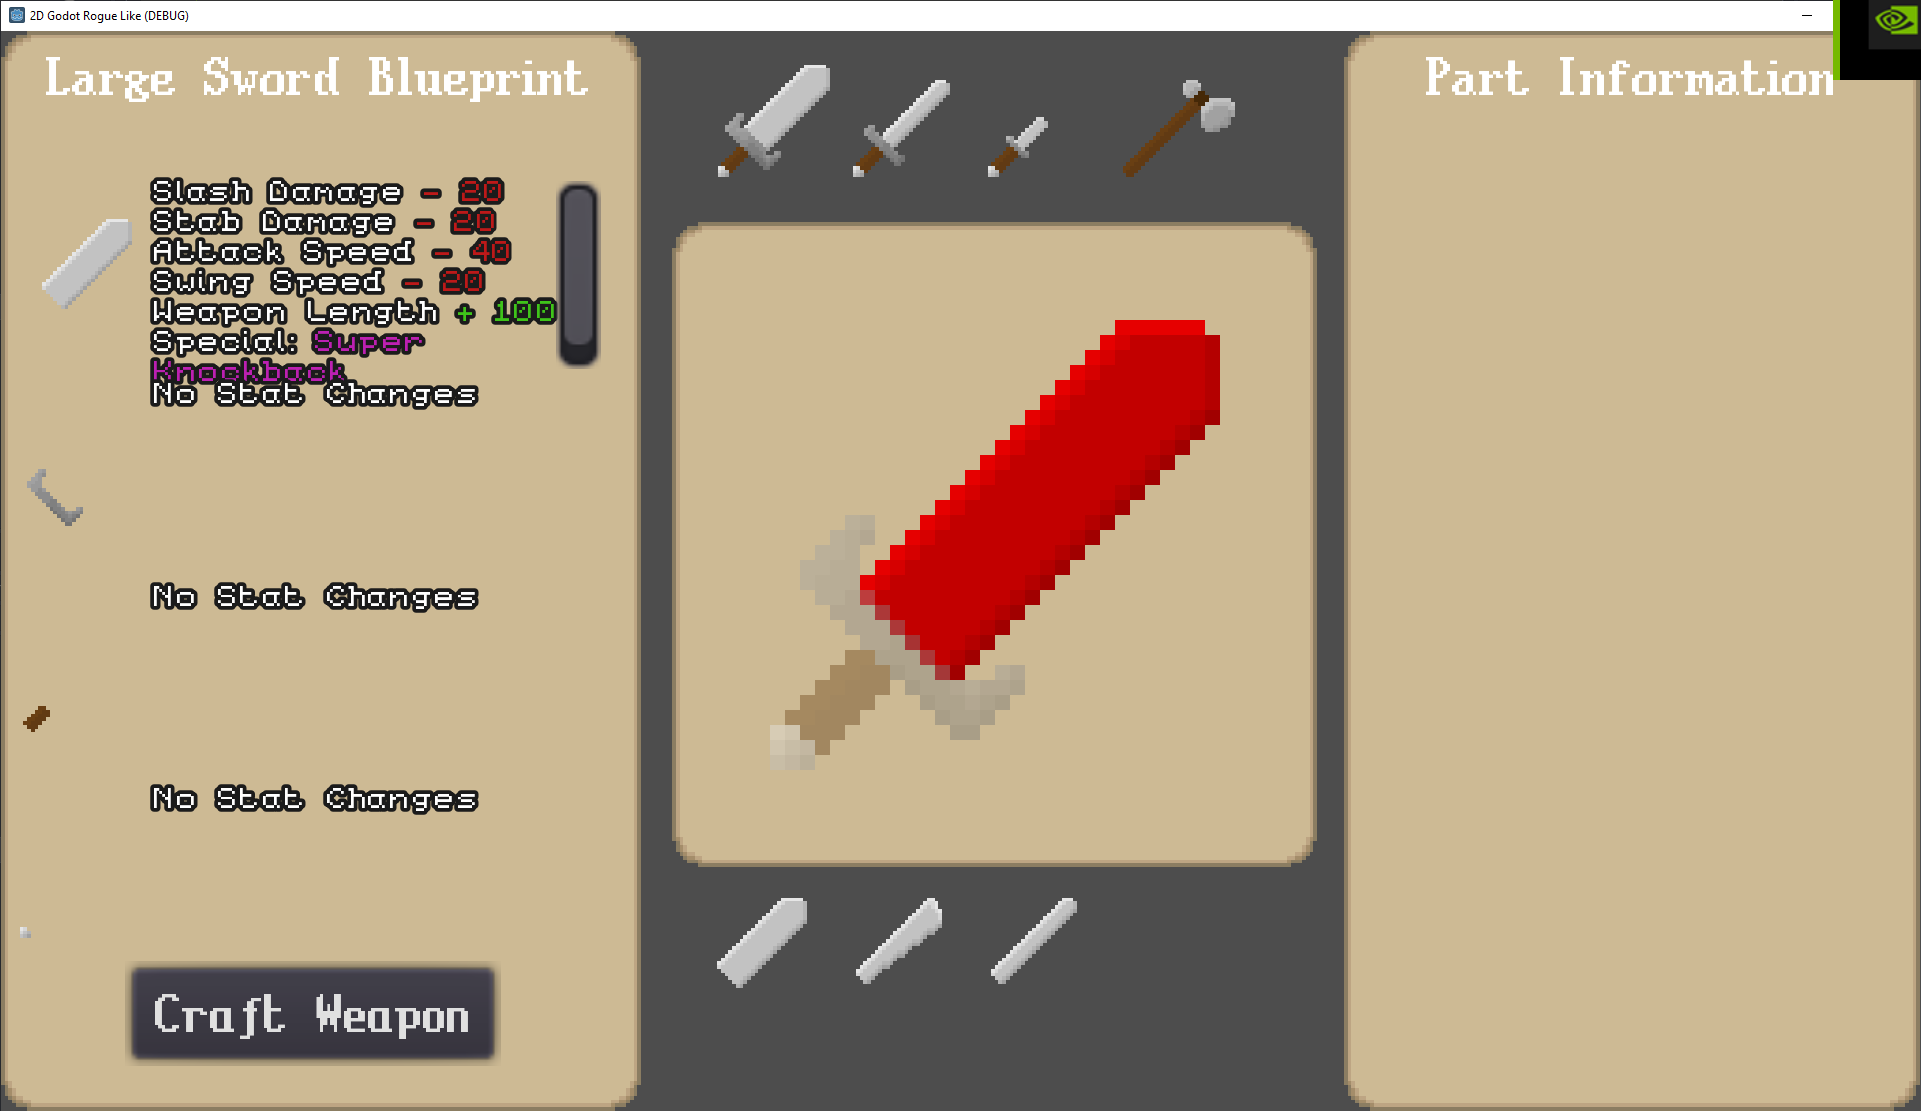 2D Godot Rogue Like (DEBUG)
Large Sword Blueprint
Slash Damage - 20
Stab Damage - 20
Attack Speed - 40
Swing Speed - 20
Weapon Length + 100
Special: Super
Knockback
No Stat Changes
No Stat Changes
No Stat Changes
Craft Weapon
Part Information